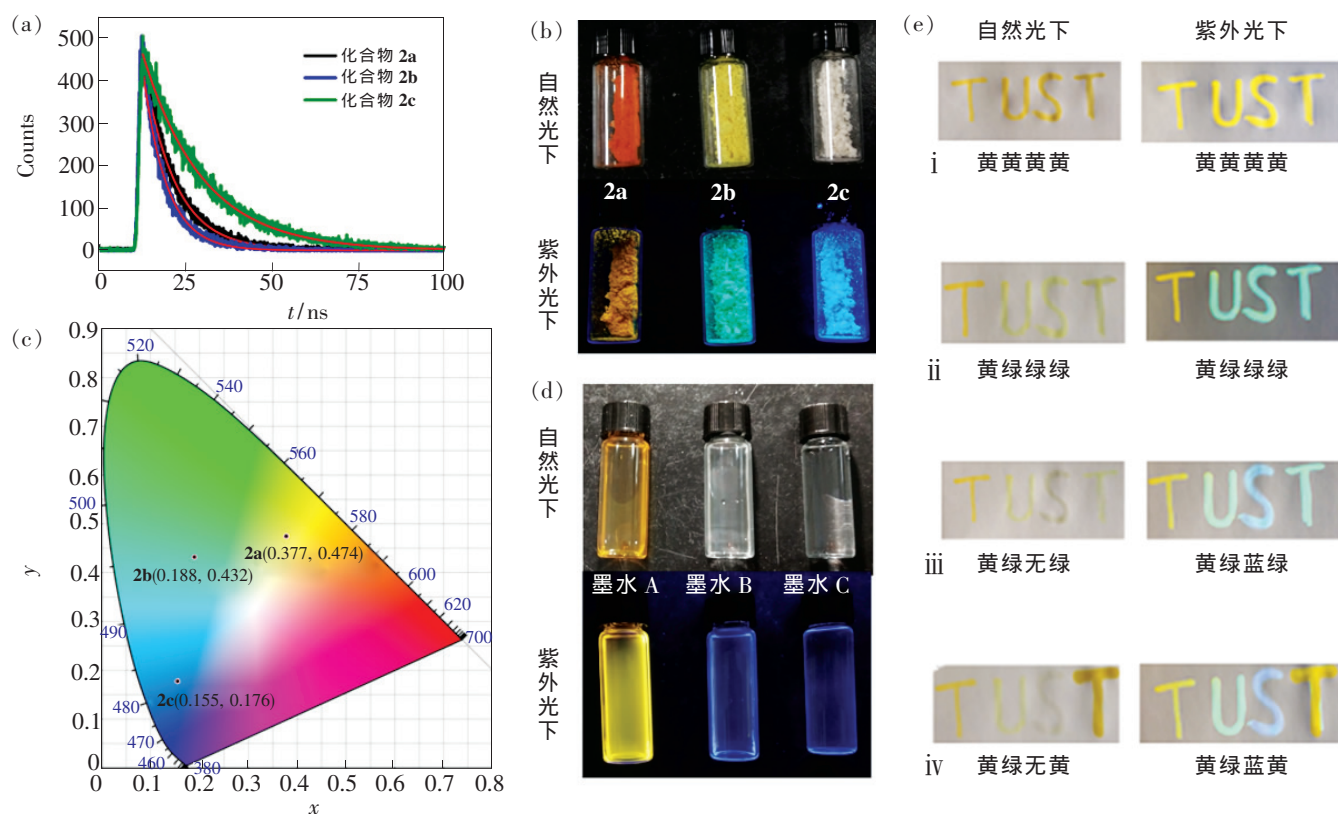 (a)
500
400
300
200
100
0
Counts
化合物 2a
化合物 2b
化合物 2c
0 25 50 75 100
t/ns
(b)
自然光下
2a 2b 2c
紫外光下
(c)
0.9
0.8
0.7
0.6
0.5
0.4
0.3
0.2
0.1
0
y
520
540
560
500
580
600
620
700
490
480
470
460
380
2a(0.377, 0.474)
2b(0.188, 0.432)
2c(0.155, 0.176)
0 0.1 0.2 0.3 0.4 0.5 0.6 0.7 0.8
x
(d)
自然光下
墨水 A 墨水 B 墨水 C
紫外光下
(e)
自然光下 紫外光下
TUST TUST
i 黄黄黄黄 黄黄黄黄
TUST TUST
ii 黄绿绿绿 黄绿绿绿
TUST TUST
iii 黄绿无绿 黄绿蓝绿
TUST TUST
iv 黄绿无黄 黄绿蓝黄